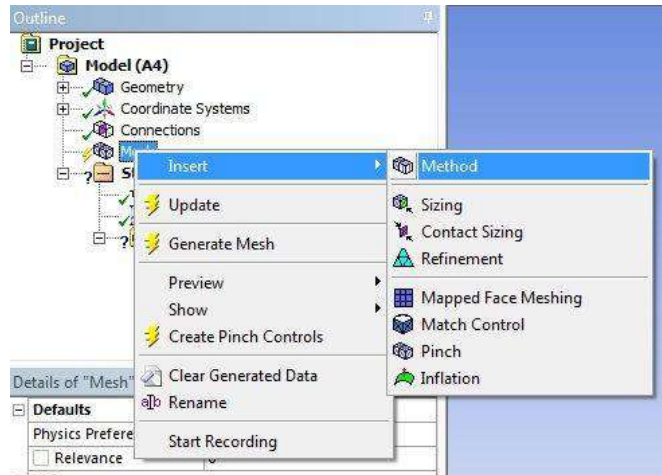 Outline
Project
Model (A4)
Geometry
Coordinate Systems
Connections
Insert
Method
Update
Sizing
Contact Sizing
Generate Mesh
Refinement
Preview
Mapped Face Meshing
Show
Match Control
Create Pinch Controls
Pinch
Clear Generated Data
Inflation
Rename
Start Recording
Details of "Mesh"
Defaults
Physics Prefere
Relevance